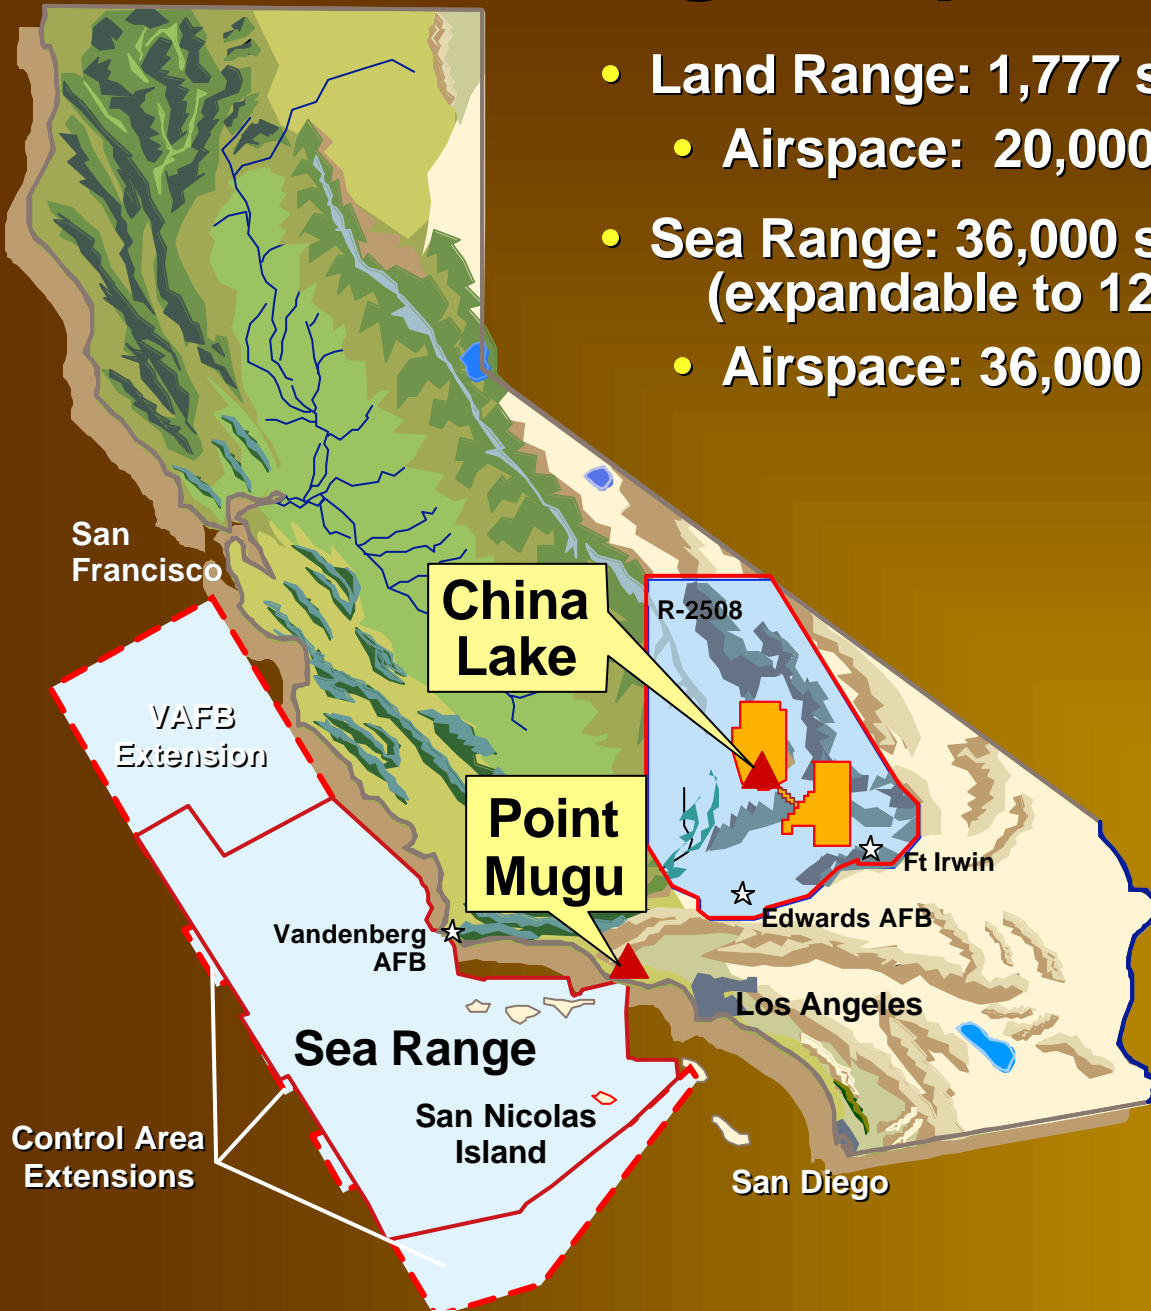 • Land Range: 1,777 s
• Airspace: 20,000
• Sea Range: 36,000 s
(expandable to 12
• Airspace: 36,000
San
Francisco
China
Lake
R-2508
VAFB
Extension
Point
Mugu
Ft Irwin
Edwards AFB
Vandenberg
AFB
Los Angeles
Sea Range
San Nicolas
Island
Control Area
Extensions
San Diego